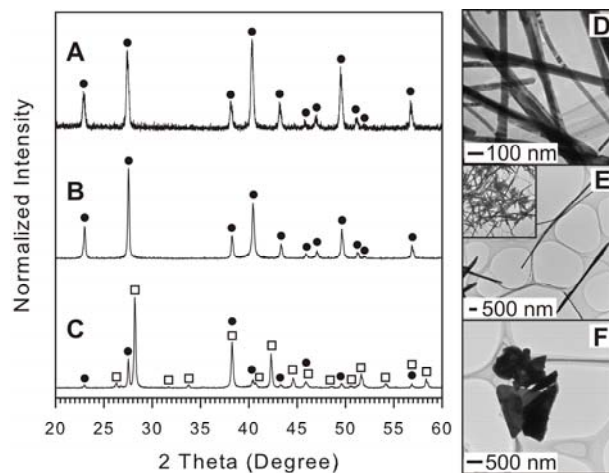 A
B
C
Normalized Intensity
20 25 30 35 40 45 50 55 60
2 Theta (Degree)
D
100 nm
E
500 nm
F
500 nm